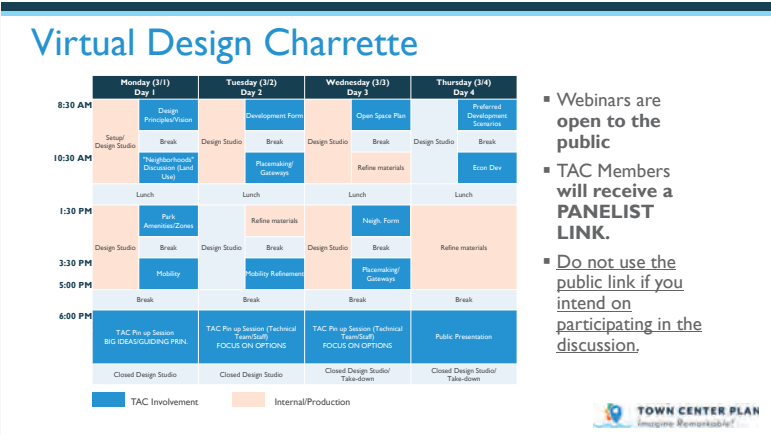 Virtual Design Charrette
Monday (3/1)
Day 1
Tuesday (3/2)
Day 2
Wednesday (3/3)
Day 3
Thursday (3/4)
Day 4
8:30 AM
Setup/
Design Studio
Design
Principles/Vision
Design Studio
Development Form
Design Studio
Open Space Plan
Design Studio
Preferred
Development
Scenarios
Break
Break
Break
Break
10:30 AM
"Neighborhoods"
Discussion (Land
Use)
Placemaking/
Gateways
Refine materials
Econ Dev
Lunch
Lunch
Lunch
Lunch
1:30 PM
Design Studio
Park
Amenities/Zones
Design Studio
Refine materials
Design Studio
Neigh. Form
Refine materials
Break
Break
Break
3:30 PM
Mobility
Mobility Refinement
Placemaking/
Gateways
5:00 PM
Break
Break
Break
Break
6:00 PM
TAC Pin up Session
BIG IDEAS/GUIDING PRIN.
TAC Pin up Session (Technical
Team/Staff)
FOCUS ON OPTIONS
TAC Pin up Session (Technical
Team/Staff)
FOCUS ON OPTIONS
Public Presentation
Closed Design Studio
Closed Design Studio
Closed Design Studio/
Take-down
Closed Design Studio/
Take-down
TAC Involvement
Internal/Production
▪ Webinars are
open to the
public
▪ TAC Members
will receive a
PANELIST
LINK.
▪ Do not use the
public link if you
intend on
participating in the
discussion.
TOWN CENTER PLAN
Imagine Remarkable!